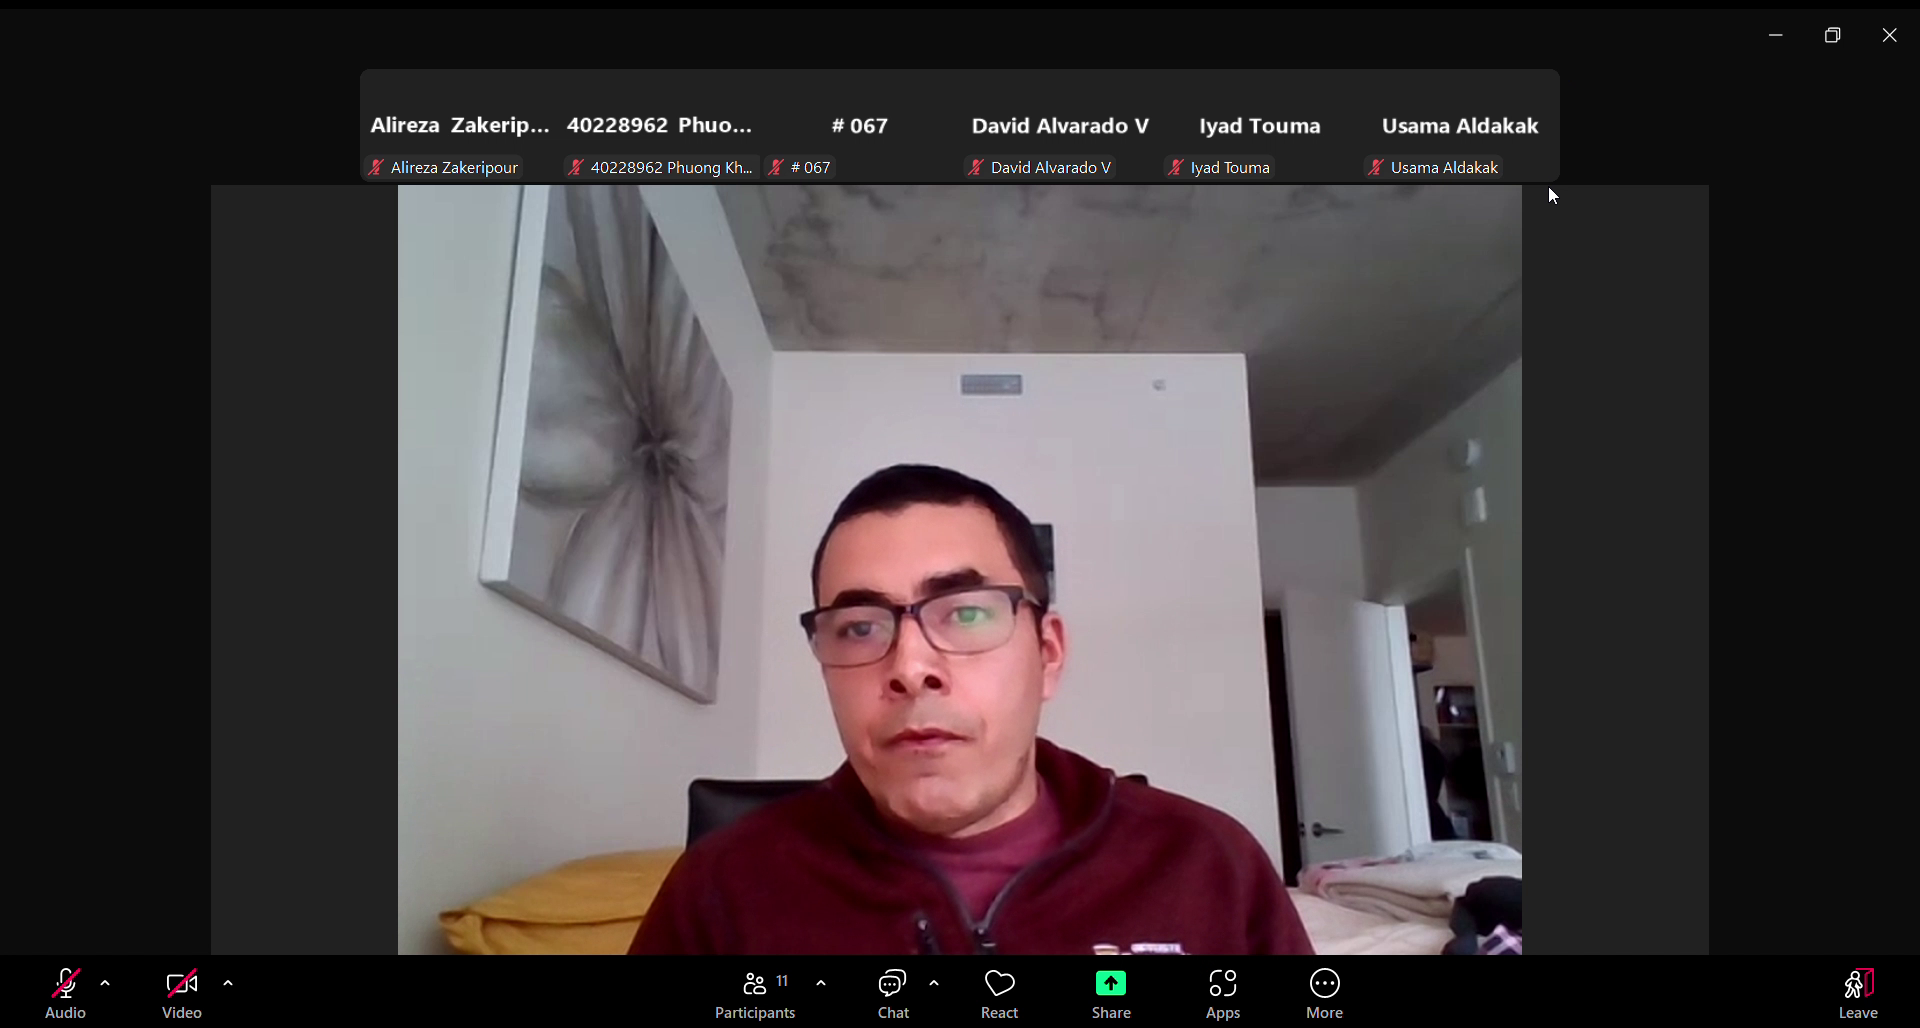 Alireza Zakerip... 40228962 Phuo... # 067 David Alvarado V Iyad Touma Usama Aldakak
Alireza Zakeripour 40228962 Phuong Kh... # 067 David Alvarado V Iyad Touma Usama Aldakak
11
Audio Video Participants Chat React Share Apps More Leave